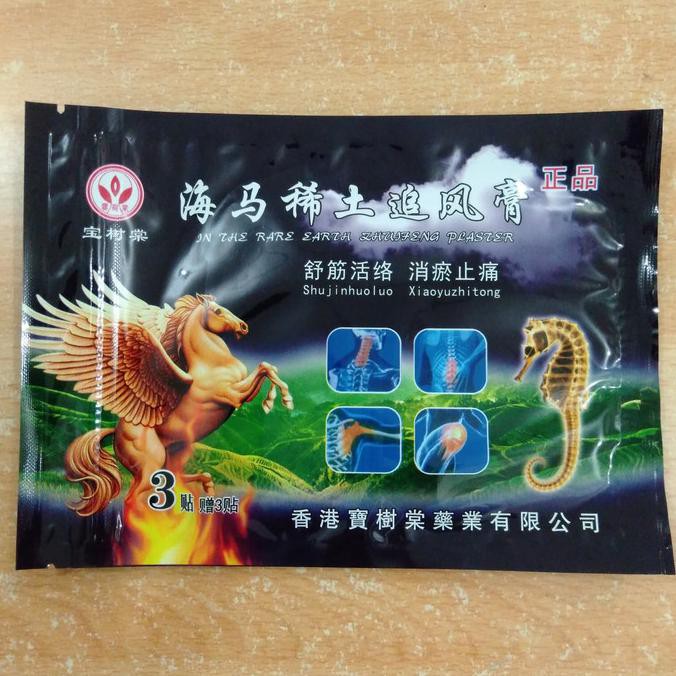 正品
海马稀土追风膏
宝树棠
IN THE RARE EARTH ZHUIFENG PLASTER
舒筋活络 消瘀止痛
Shujinhuoluo Xiaoyuzhitong
3贴 赠3贴
香港寶樹棠藥業有限公司